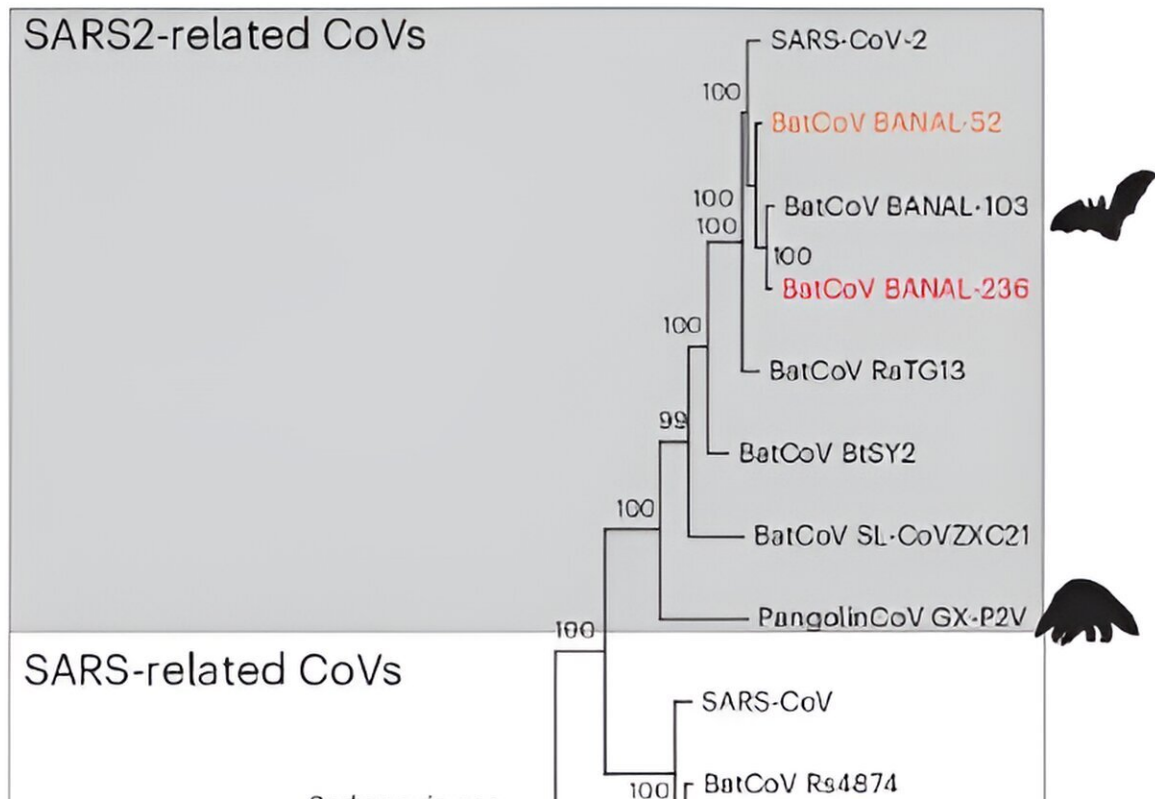 SARS2-related CoVs
SARS-CoV-2
100
BatCoV BANAL-52
100
BatCoV BANAL-103
100
100
BatCoV BANAL-236
100
BatCoV RaTG13
99
BatCoV BtSY2
100
BatCoV SL-CoVZXC21
PangolinCoV GX-P2V
100
SARS-related CoVs
SARS-CoV
BatCoV Rs4874
100